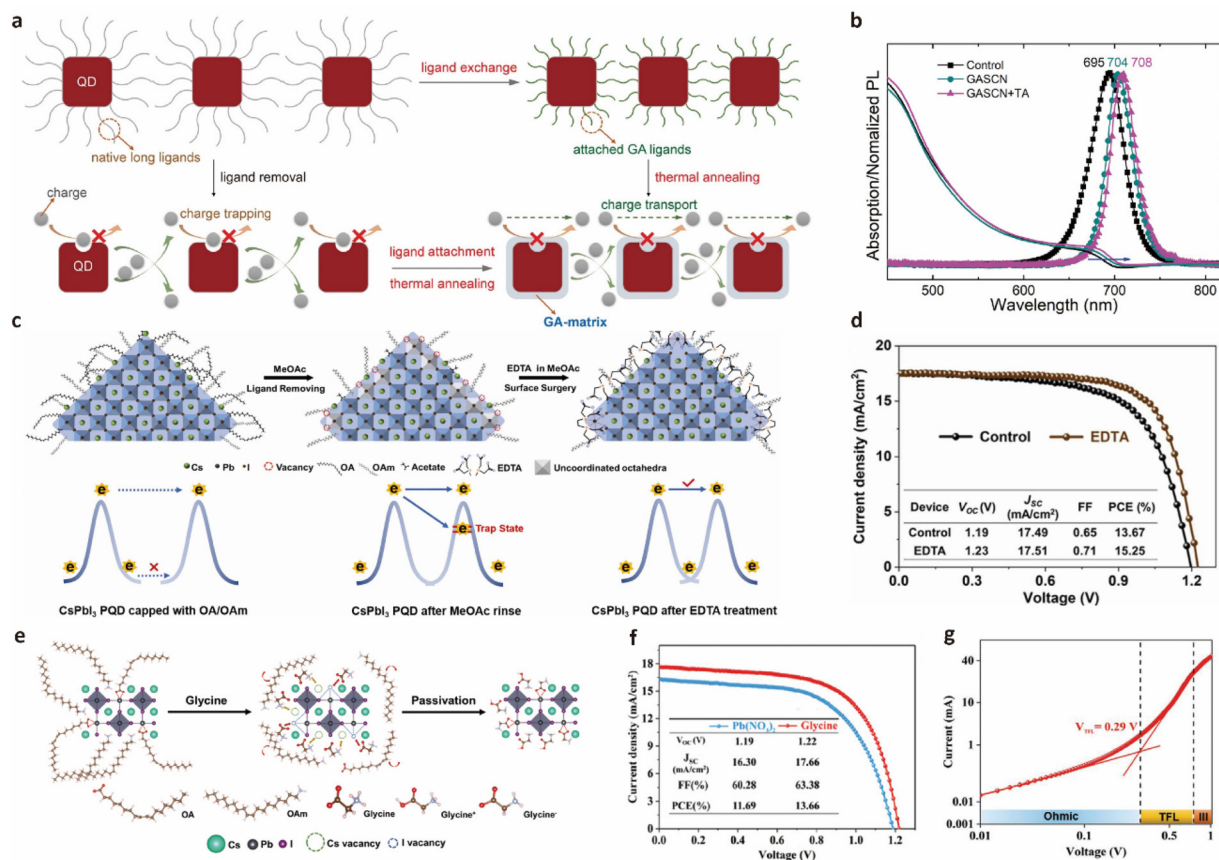 a
QD
ligand exchange
native long ligands
attached GA ligands
ligand removal
thermal annealing
charge
charge trapping
charge transport
QD
ligand attachment
thermal annealing
GA-matrix
b
695 704 708
Control
GASCN
GASCN+TA
Absorption/Nomalized PL
500 600 700 800
Wavelength (nm)
c
MeOAc
Ligand Removing
EDTA in MeOAc
Surface Surgery
Cs Pb I Vacancy OA OAm Acetate EDTA Uncoordinated octahedra
e e e e e e
Trap State
e e e e e e
CsPbI3 PQD capped with OA/OAm
CsPbI3 PQD after MeOAc rinse
CsPbI3 PQD after EDTA treatment
d
20
15
10
5
0
Current density (mA/cm²)
Control EDTA
Device VOC (V) JSC (mA/cm²) FF PCE (%)
Control 1.19 17.49 0.65 13.67
EDTA 1.23 17.51 0.71 15.25
0.0 0.3 0.6 0.9 1.2
Voltage (V)
e
Glycine
Passivation
OA OAm Glycine Glycine⁺ Glycine⁻
Cs Pb I Cs vacancy I vacancy
f
18
15
12
9
6
3
0
Current density (mA/cm²)
Pb(NO3)2 Glycine
VOC(V) 1.19 1.22
JSC (mA/cm²) 16.30 17.66
FF(%) 60.28 63.38
PCE(%) 11.69 13.66
0.0 0.2 0.4 0.6 0.8 1.0 1.2
Voltage (V)
g
40
1
0.01
0.001
Current (mA)
VTFL = 0.29 V
Ohmic TFL III
0.01 0.1 0.5 1
Voltage (V)